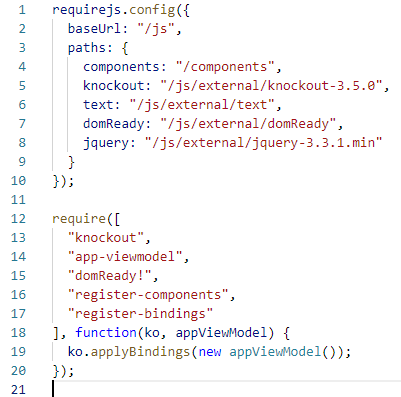 1 requirejs.config({
2   baseUrl: "/js",
3   paths: {
4     components: "/components",
5     knockout: "/js/external/knockout-3.5.0",
6     text: "/js/external/text",
7     domReady: "/js/external/domReady",
8     jquery: "/js/external/jquery-3.3.1.min"
9   }
10 });
11
12 require([
13   "knockout",
14   "app-viewmodel",
15   "domReady!",
16   "register-components",
17   "register-bindings"
18 ], function(ko, appViewModel) {
19   ko.applyBindings(new appViewModel());
20 });
21